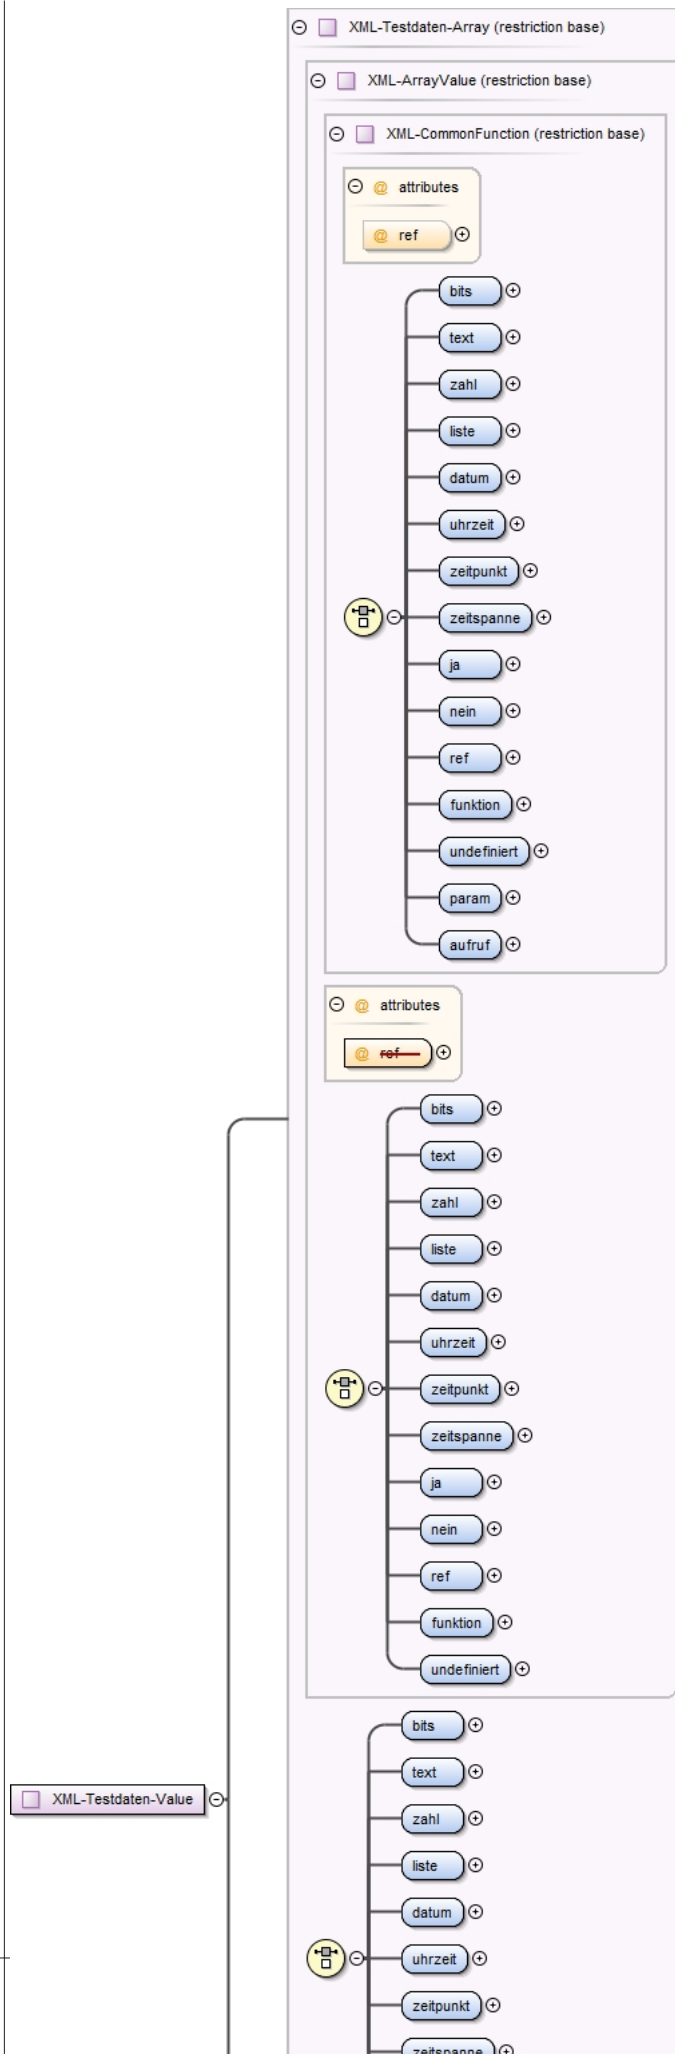 XML-Testdaten-Array (restriction base)
XML-ArrayValue (restriction base)
XML-CommonFunction (restriction base)
@ attributes
@ ref
bits
text
zahl
liste
datum
uhrzeit
zeitpunkt
zeitspanne
ja
nein
ref
funktion
undefiniert
param
aufruf
@ attributes
@ ref
bits
text
zahl
liste
datum
uhrzeit
zeitpunkt
zeitspanne
ja
nein
ref
funktion
undefiniert
bits
text
XML-Testdaten-Value
zahl
liste
datum
uhrzeit
zeitpunkt
zeitspanne